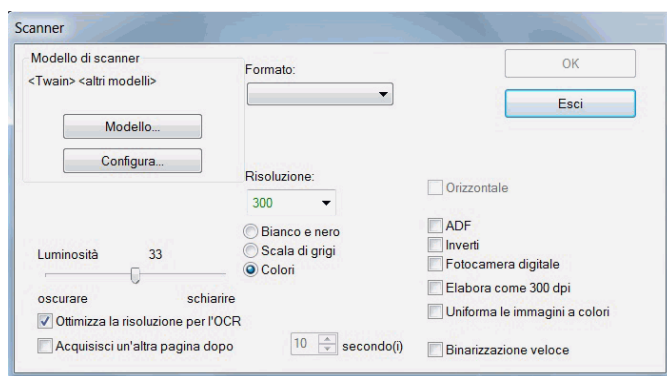 Scanner
Modello di scanner
<Twain> <altri modelli>
Modello...
Configura...
Formato:
OK
Esci
Risoluzione:
300
Bianco e nero
Scala di grigi
Colori
Orizzontale
ADF
Inverti
Fotocamera digitale
Elabora come 300 dpi
Uniforma le immagini a colori
Binarizzazione veloce
Luminosità 33
oscurare schiarire
Ottimizza la risoluzione per l'OCR
Acquisisci un'altra pagina dopo 10 secondo(i)